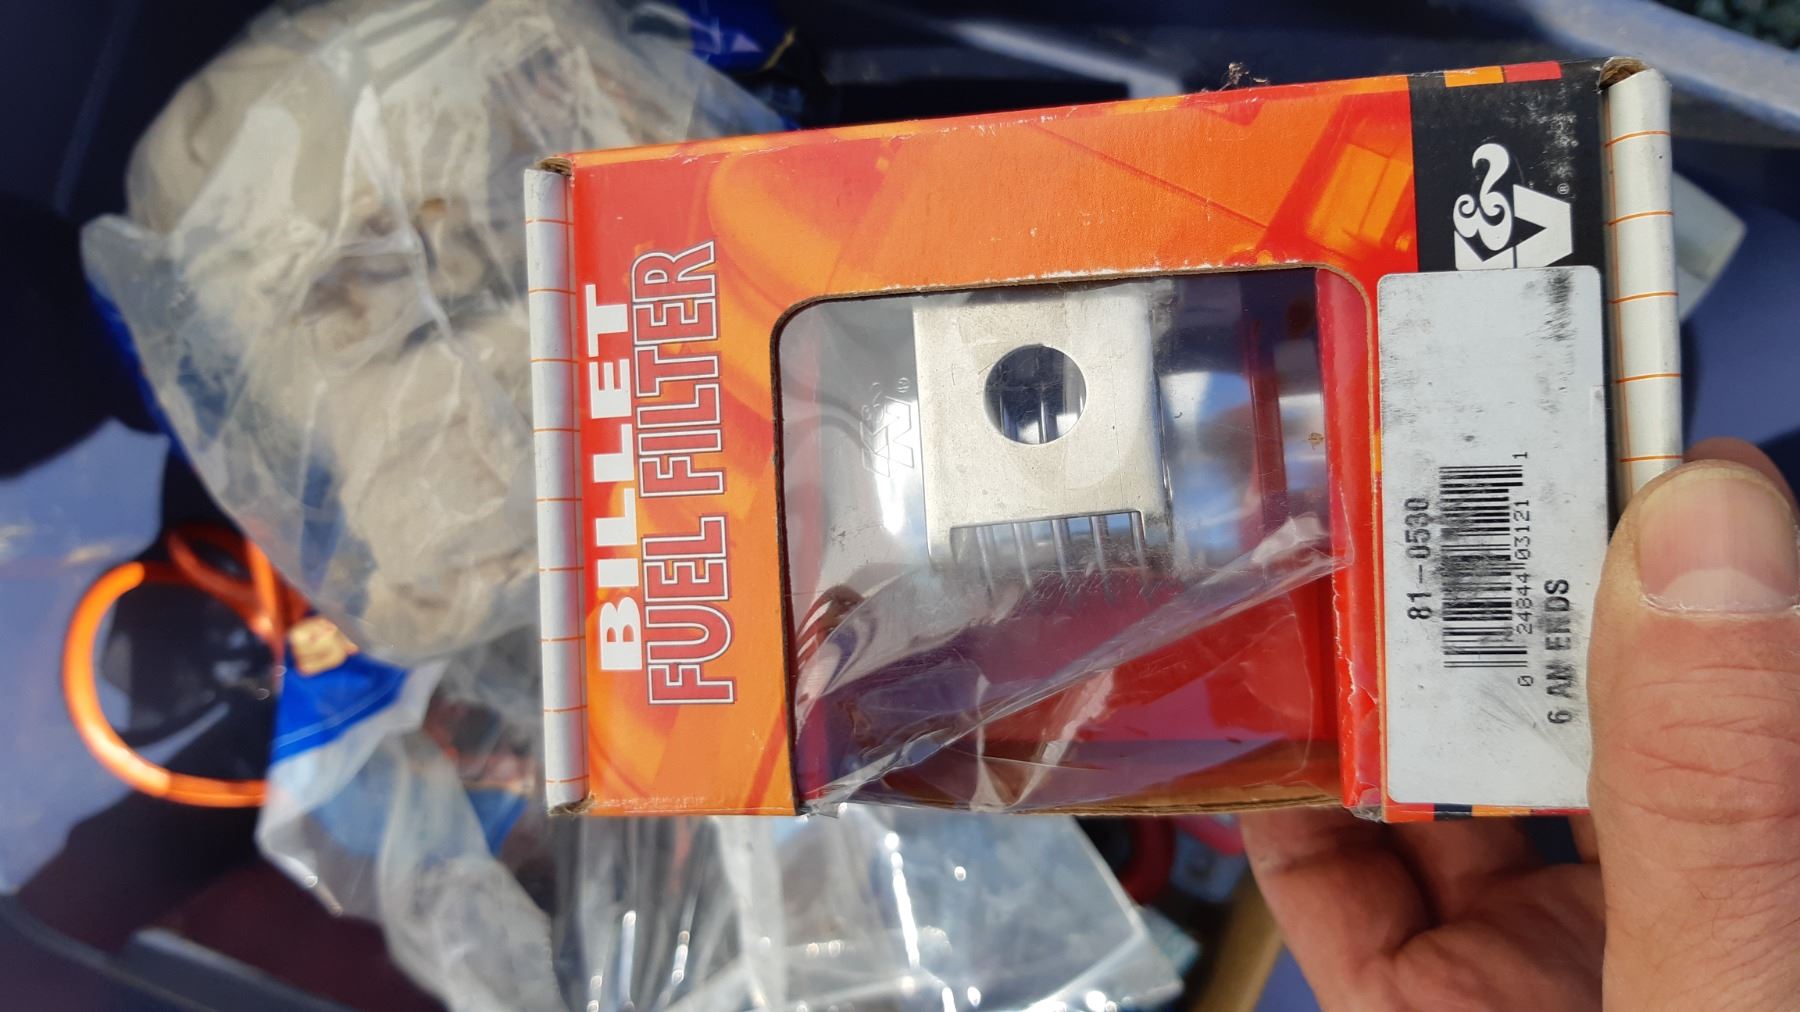 BILLET
FUEL FILTER
K&N®
81-0530
0 24844 03121 1
6 AN ENDS